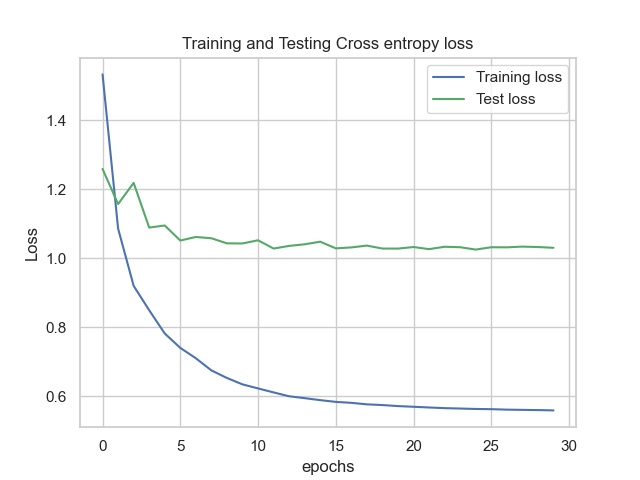 Training and Testing Cross entropy loss
Training loss
Test loss
Loss
1.4
1.2
1.0
0.8
0.6
0 5 10 15 20 25 30
epochs